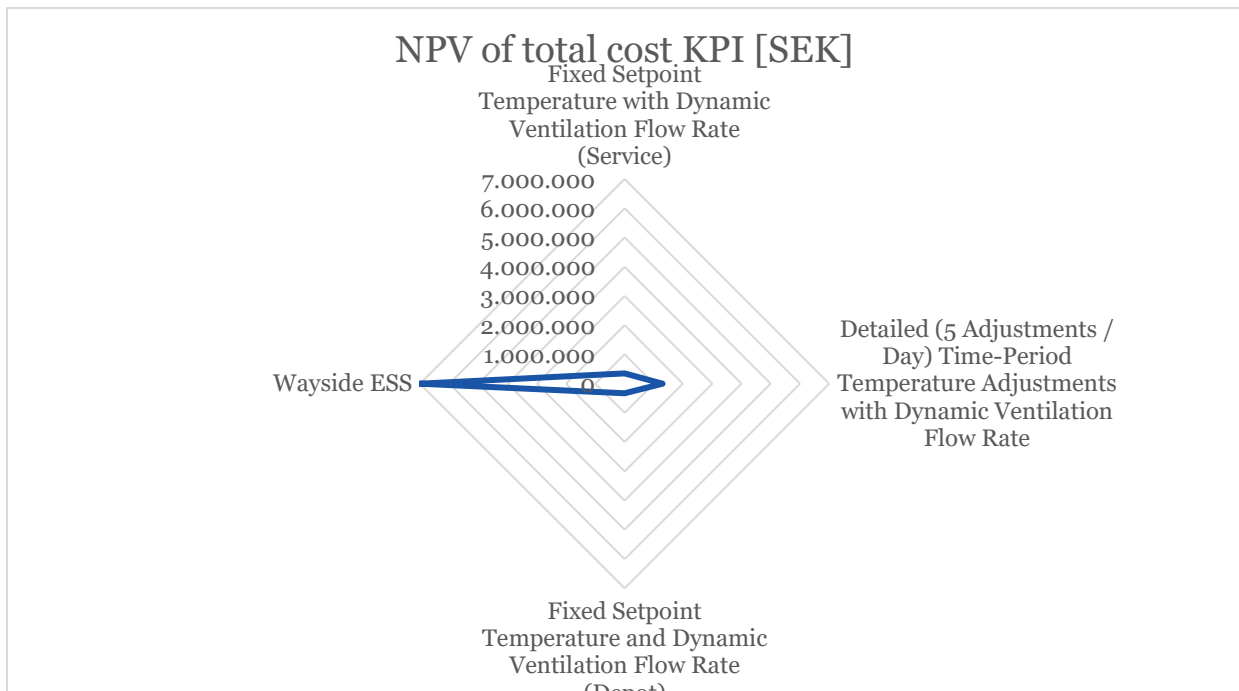 NPV of total cost KPI [SEK]
Fixed Setpoint
Temperature with Dynamic
Ventilation Flow Rate
(Service)
7.000.000
6.000.000
5.000.000
4.000.000
3.000.000
2.000.000
1.000.000
0
Detailed (5 Adjustments /
Day) Time-Period
Temperature Adjustments
with Dynamic Ventilation
Flow Rate
Wayside ESS
Fixed Setpoint
Temperature and Dynamic
Ventilation Flow Rate
(Depot)